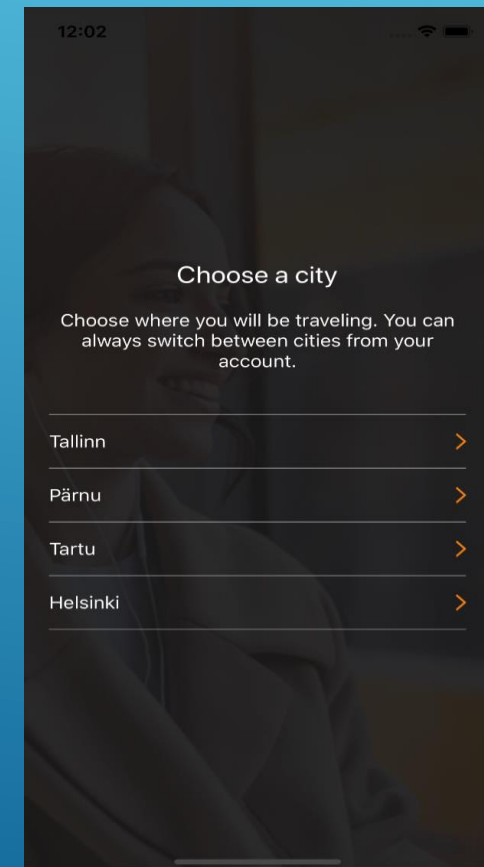 12:02
Choose a city
Choose where you will be traveling. You can
always switch between cities from your
account.
Tallinn
Pärnu
Tartu
Helsinki